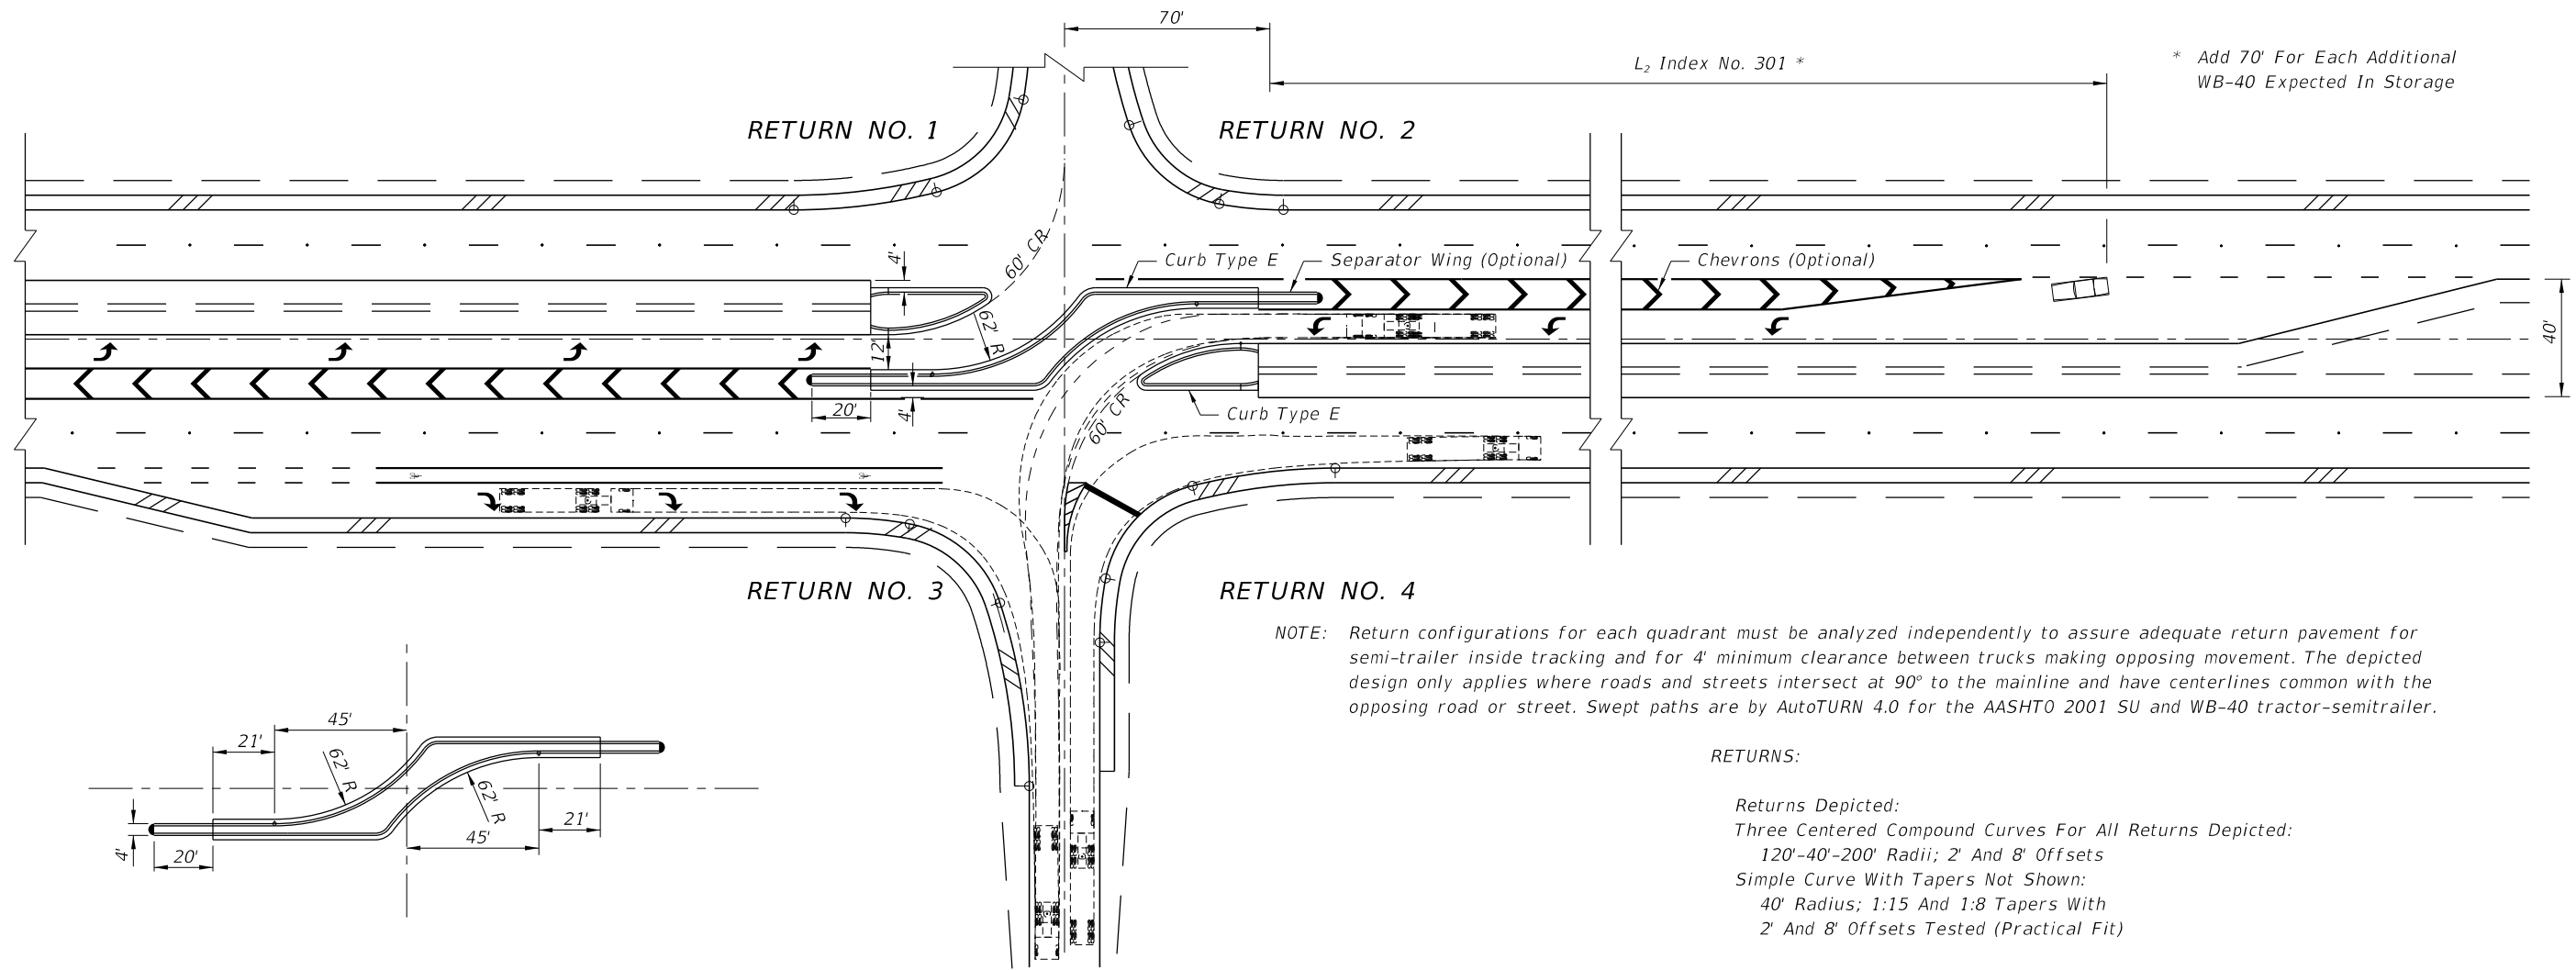 70'
L₂ Index No. 301 *
* Add 70' For Each Additional
WB-40 Expected In Storage
RETURN NO. 1
RETURN NO. 2
4'
60' CR
Curb Type E
Separator Wing (Optional)
Chevrons (Optional)
62' R
12'
40'
20'
4'
60' CR
Curb Type E
RETURN NO. 3
RETURN NO. 4
NOTE: Return configurations for each quadrant must be analyzed independently to assure adequate return pavement for
semi-trailer inside tracking and for 4' minimum clearance between trucks making opposing movement. The depicted
design only applies where roads and streets intersect at 90° to the mainline and have centerlines common with the
opposing road or street. Swept paths are by AutoTURN 4.0 for the AASHTO 2001 SU and WB-40 tractor-semitrailer.
45'
21'
62' R
62' R
21'
45'
4'
20'
RETURNS:
Returns Depicted:
Three Centered Compound Curves For All Returns Depicted:
120'-40'-200' Radii; 2' And 8' Offsets
Simple Curve With Tapers Not Shown:
40' Radius; 1:15 And 1:8 Tapers With
2' And 8' Offsets Tested (Practical Fit)